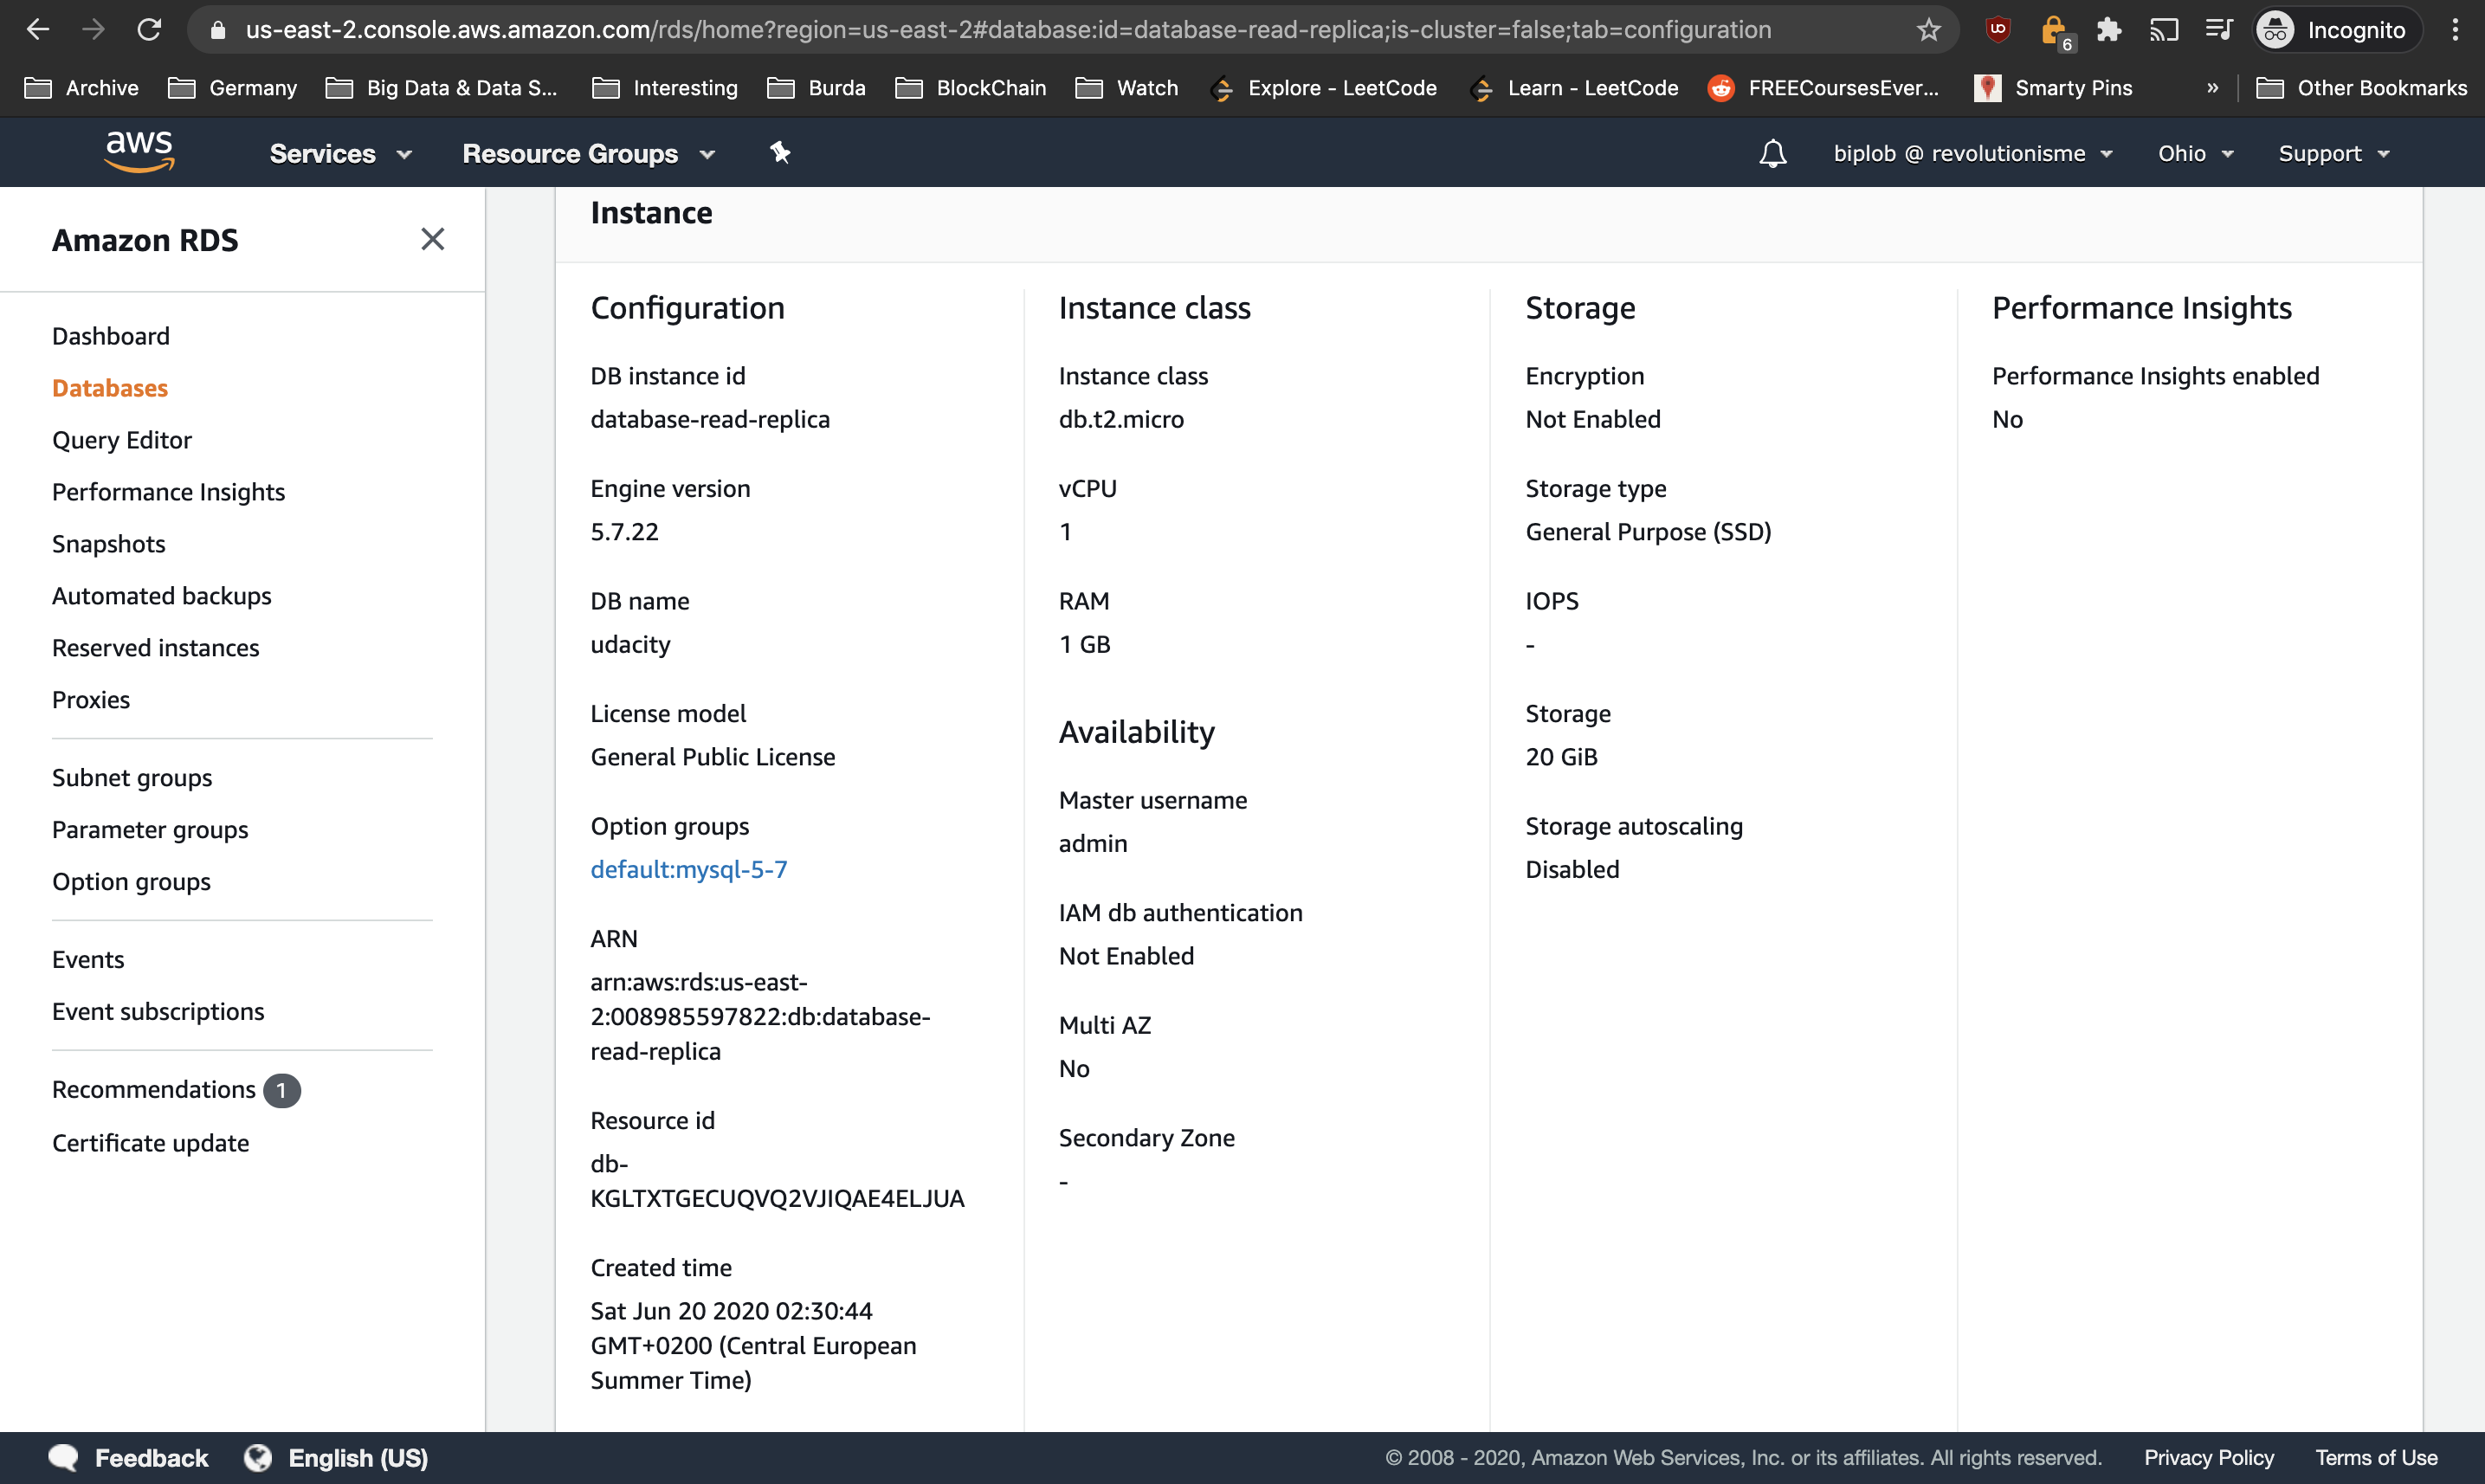 us-east-2.console.aws.amazon.com/rds/home?region=us-east-2#database:id=database-read-replica;is-cluster=false;tab=configuration
UD
6
Incognito
Archive
Germany
Big Data & Data S...
Interesting
Burda
BlockChain
Watch
Explore - LeetCode
Learn - LeetCode
FREECoursesEver...
Smarty Pins
»
Other Bookmarks
aws
Services
Resource Groups
biplob @ revolutionisme
Ohio
Support
Amazon RDS
Dashboard
Databases
Query Editor
Performance Insights
Snapshots
Automated backups
Reserved instances
Proxies
Subnet groups
Parameter groups
Option groups
Events
Event subscriptions
Recommendations 1
Certificate update
Instance
Configuration
DB instance id
database-read-replica
Engine version
5.7.22
DB name
udacity
License model
General Public License
Option groups
default:mysql-5-7
ARN
arn:aws:rds:us-east-
2:008985597822:db:database-
read-replica
Resource id
db-
KGLTXTGECUQVQ2VJIQAE4ELJUA
Created time
Sat Jun 20 2020 02:30:44
GMT+0200 (Central European
Summer Time)
Instance class
Instance class
db.t2.micro
vCPU
1
RAM
1 GB
Availability
Master username
admin
IAM db authentication
Not Enabled
Multi AZ
No
Secondary Zone
-
Storage
Encryption
Not Enabled
Storage type
General Purpose (SSD)
IOPS
-
Storage
20 GiB
Storage autoscaling
Disabled
Performance Insights
Performance Insights enabled
No
Feedback
English (US)
© 2008 - 2020, Amazon Web Services, Inc. or its affiliates. All rights reserved.
Privacy Policy
Terms of Use